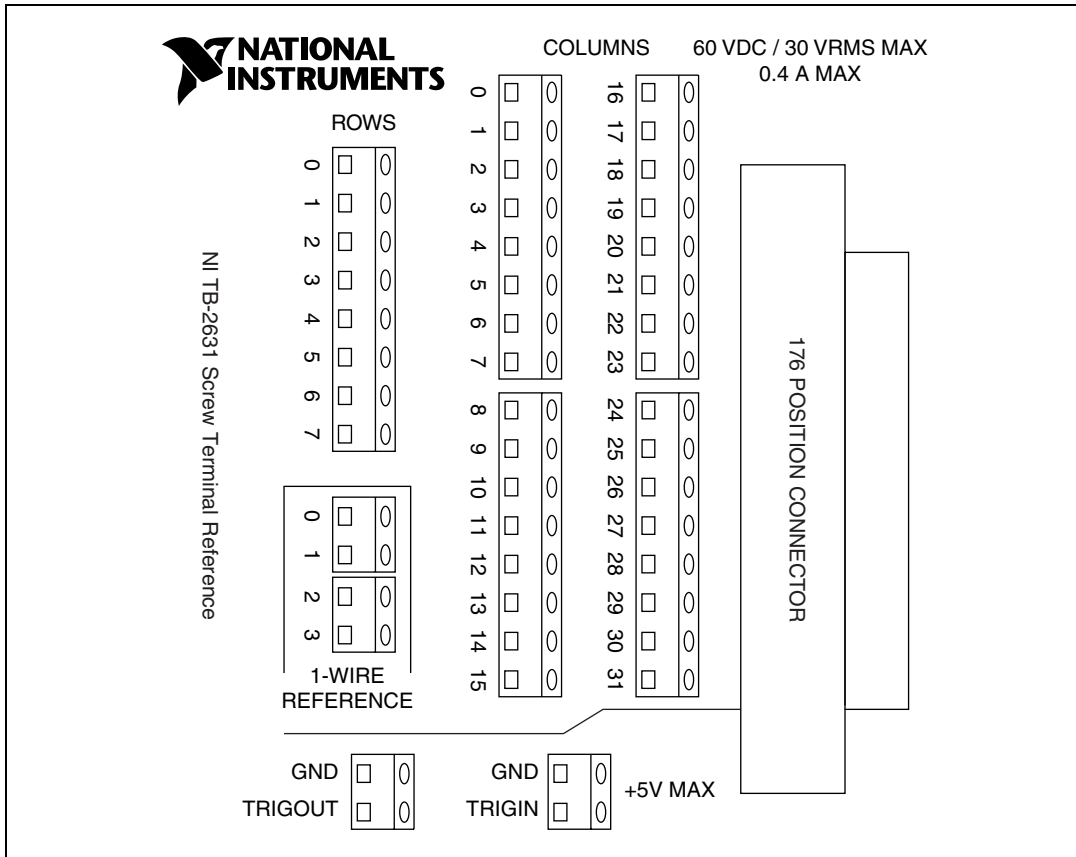 NATIONAL
INSTRUMENTS
COLUMNS
60 VDC / 30 VRMS MAX
0.4 A MAX
ROWS
0
1
2
3
4
5
6
7
0
1
2
3
4
5
6
7
8
9
10
11
12
13
14
15
16
17
18
19
20
21
22
23
24
25
26
27
28
29
30
31
NI TB-2631 Screw Terminal Reference
0
1
2
3
1-WIRE
REFERENCE
176 POSITION CONNECTOR
GND
TRIGOUT
GND
TRIGIN
+5V MAX